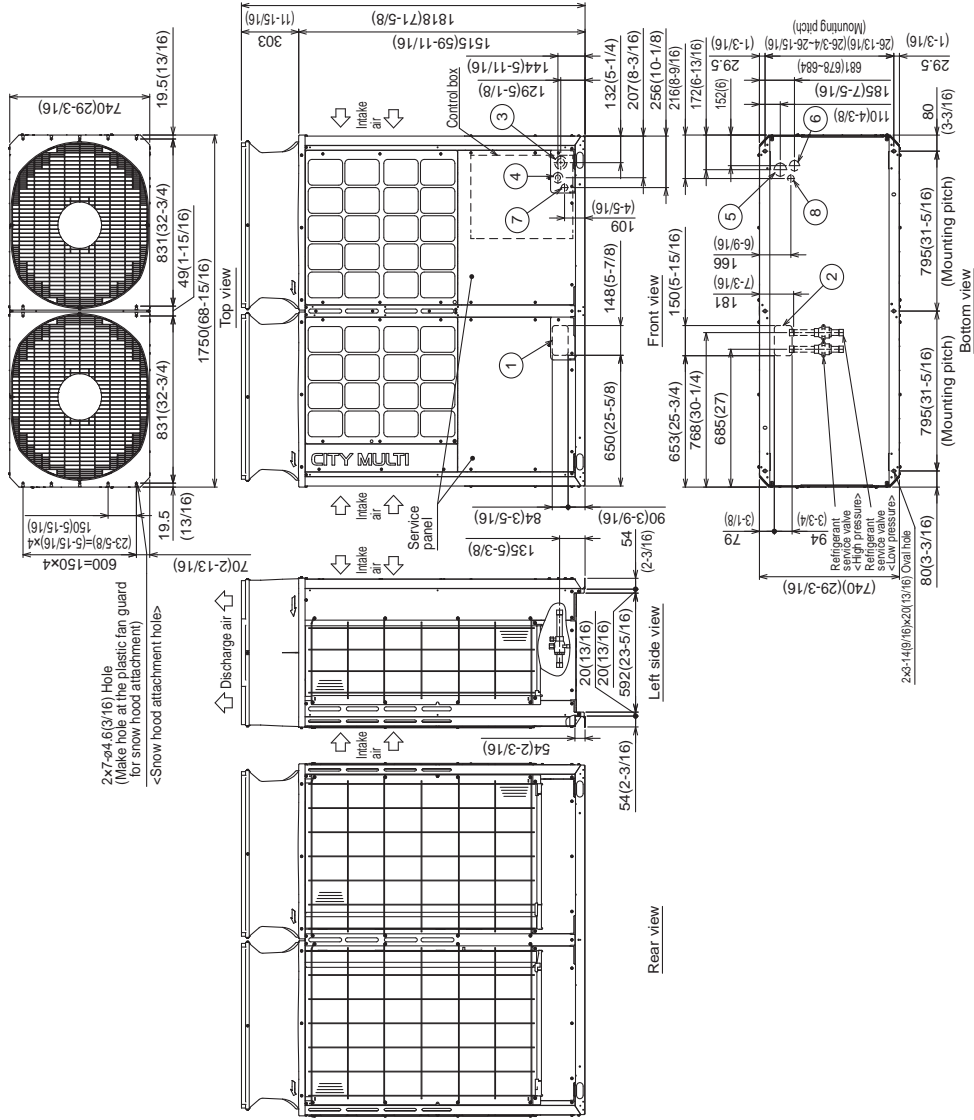 2x7-ø4.6(3/16) Hole
(Make hole at the plastic fan guard
for snow hood attachment)
<Snow attachment hole>
600=150×4
(23-5/8)=(5-15/16)×4
150(5-15/16)
70(2-13/16)
740(29-3/16)
19.5
(13/16)
831(32-3/4)
49(1-15/16)
831(32-3/4)
19.5(13/16)
1750(68-15/16)
Top view
Discharge air
Intake
air
Intake
air
Intake
air
Intake
air
303
(11-15/16)
1818(71-5/8)
1515(59-11/16)
CITY MULTI
Service
panel
Control box
144(5-11/16)
129(5-1/8)
132(5-1/4)
207(8-3/16)
256(10-1/8)
3
4
7
1
109
(4-5/16)
84(3-5/16)
90(3-9/16)
650(25-5/8)
148(5-7/8)
Front view
135(5-3/8)
54
(2-3/16)
20(13/16)
20(13/16)
592(23-5/16)
Left side view
54(2-3/16)
54(2-3/16)
Rear view
653(25-3/4)
150(5-15/16)
768(30-1/4)
685(27)
216(8-9/16)
172(6-13/16)
152(6)
181
(7-3/16)
166
(6-9/16)
2
5
6
8
79
(3-1/8)
94
(3-3/4)
740(29-3/16)
Refrigerant
service valve
<High pressure>
Refrigerant
service valve
<Low pressure>
2x3-14(9/16)x20(13/16) Oval hole
80(3-3/16)
795(31-5/16)
(Mounting pitch)
795(31-5/16)
(Mounting pitch)
80
(3-3/16)
110(4-3/8)
185(7-5/16)
29.5
(1-3/16)
681(678~684)
(26-13/16)(26-3/4~26-15/16)
(Mounting pitch)
29.5
(1-3/16)
Bottom view